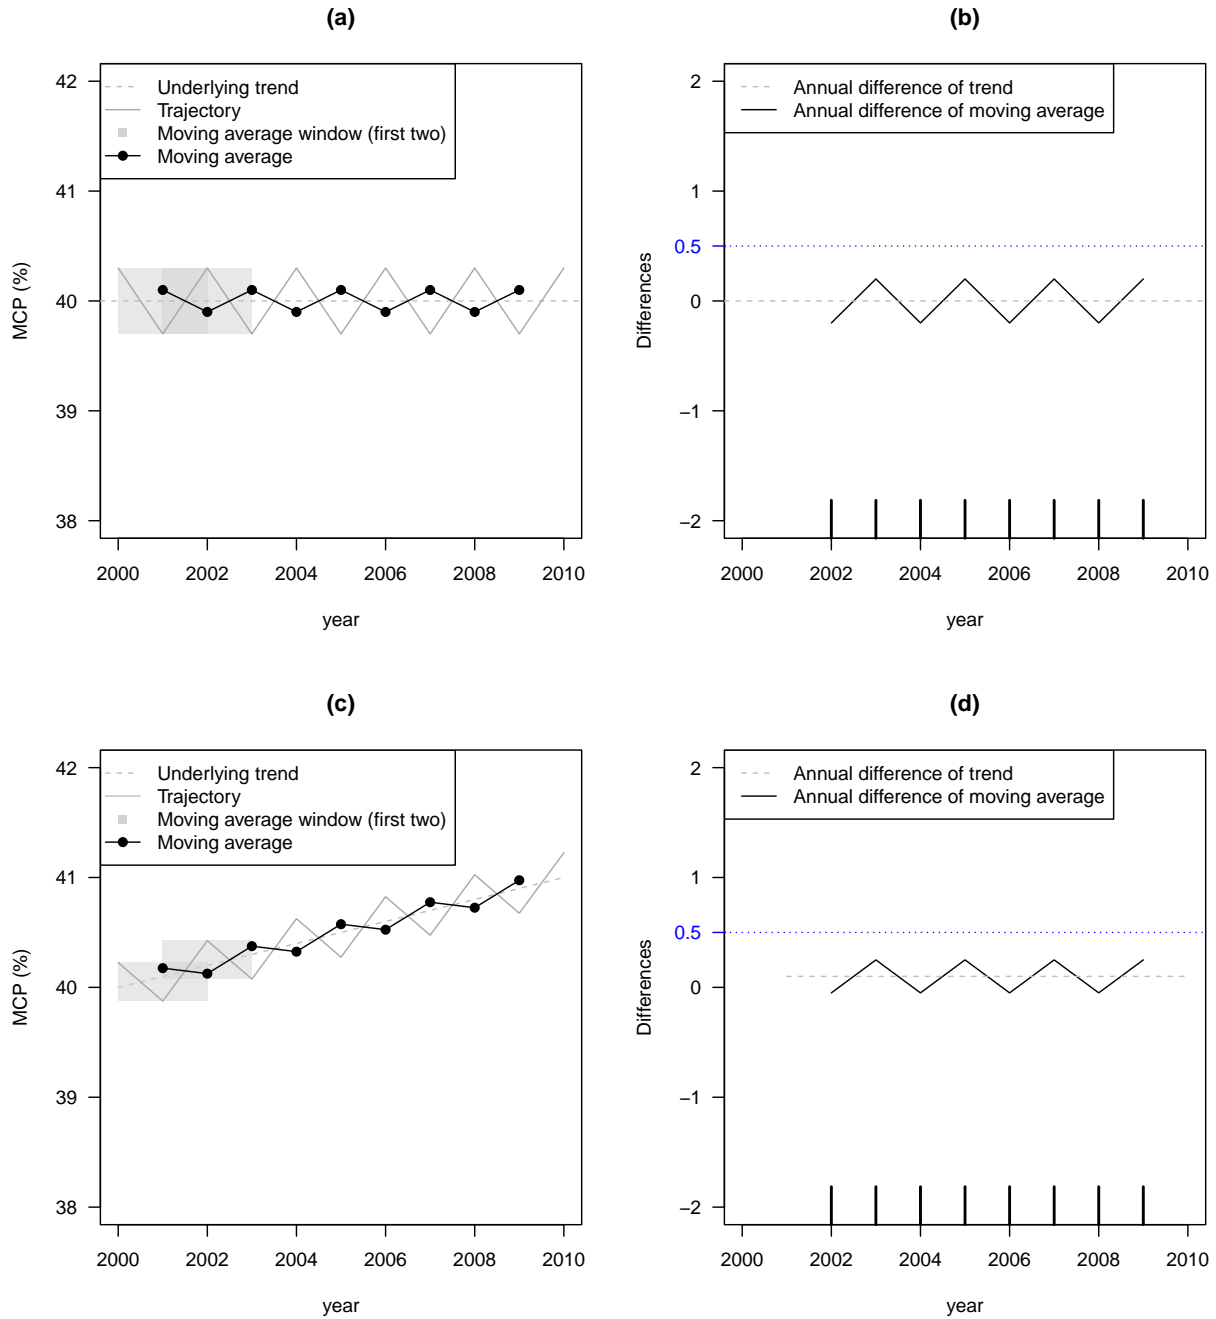 (a)
42
41
40
39
38
MCP (%)
Underlying trend
Trajectory
Moving average window (first two)
Moving average
2000 2002 2004 2006 2008 2010
year
(b)
2
1
0.5
0
−1
−2
Differences
Annual difference of trend
Annual difference of moving average
2000 2002 2004 2006 2008 2010
year
(c)
42
41
40
39
38
MCP (%)
Underlying trend
Trajectory
Moving average window (first two)
Moving average
2000 2002 2004 2006 2008 2010
year
(d)
2
1
0.5
0
−1
−2
Differences
Annual difference of trend
Annual difference of moving average
2000 2002 2004 2006 2008 2010
year